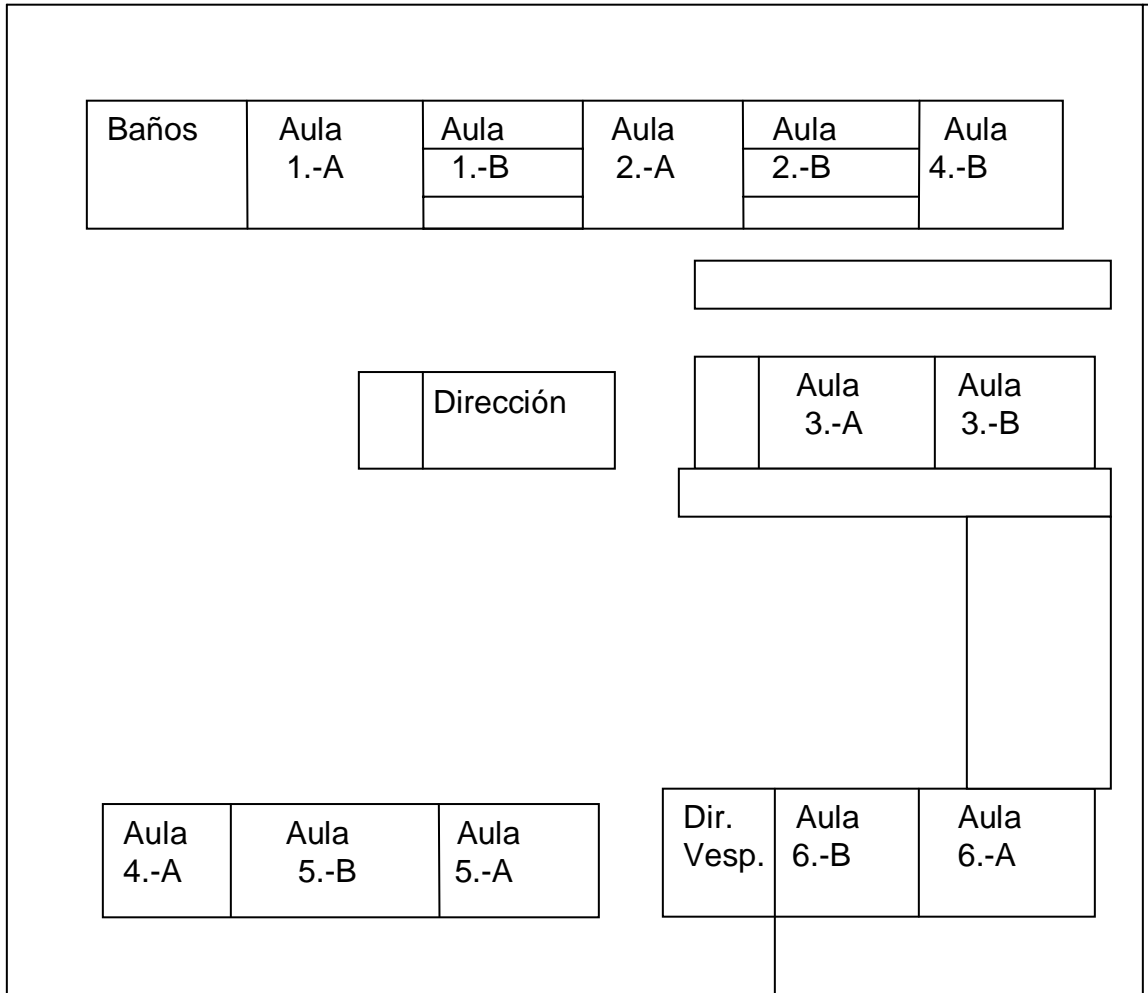 Baños
Aula
1.-A
Aula
1.-B
Aula
2.-A
Aula
2.-B
Aula
4.-B
Dirección
Aula
3.-A
Aula
3.-B
Aula
4.-A
Aula
5.-B
Aula
5.-A
Dir.
Vesp.
Aula
6.-B
Aula
6.-A